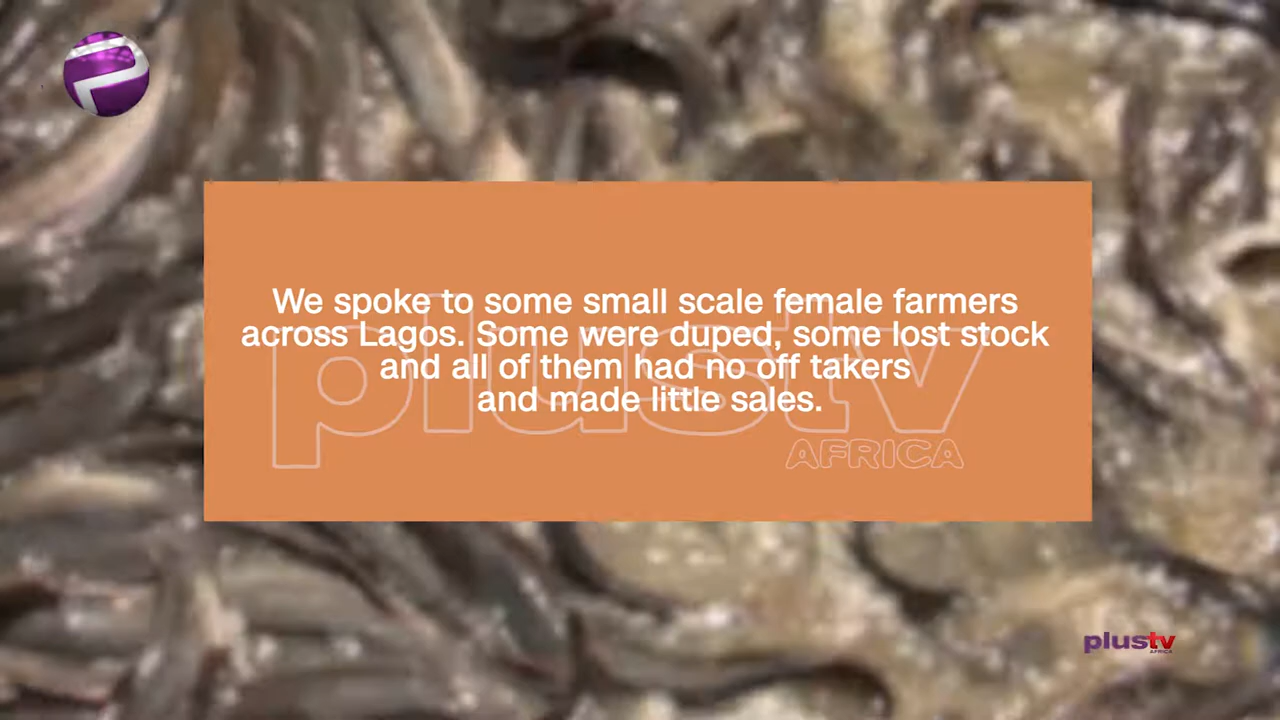 We spoke to some small scale female farmers
across Lagos. Some were duped, some lost stock
and all of them had no off takers
and made little sales.
plustv
AFRICA
plustv
AFRICA